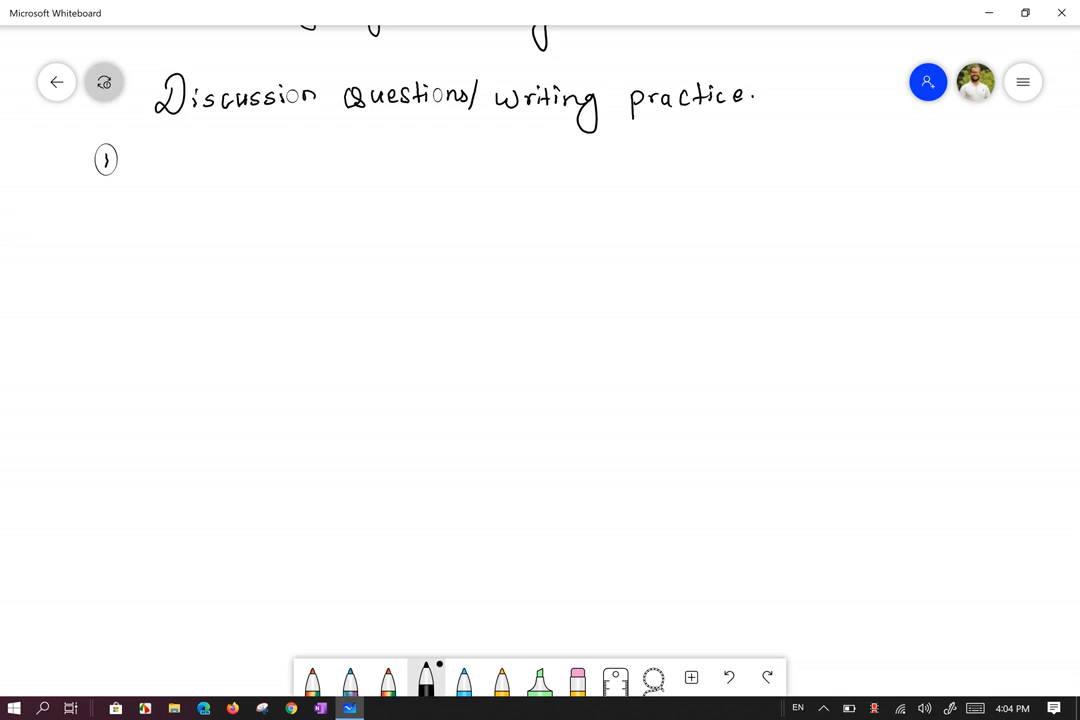 Microsoft Whiteboard
Discussion Questions/ writing practice.
1
EN
4:04 PM